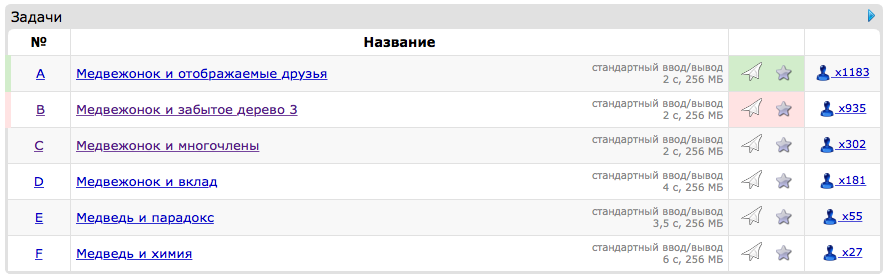 Задачи
№ Название
A Медвежонок и отображаемые друзья стандартный ввод/вывод x1183
2 с, 256 МБ
B Медвежонок и забытое дерево 3 стандартный ввод/вывод x935
2 с, 256 МБ
C Медвежонок и многочлены стандартный ввод/вывод x302
2 с, 256 МБ
D Медвежонок и вклад стандартный ввод/вывод x181
4 с, 256 МБ
E Медведь и парадокс стандартный ввод/вывод x55
3,5 с, 256 МБ
F Медведь и химия стандартный ввод/вывод x27
6 с, 256 МБ